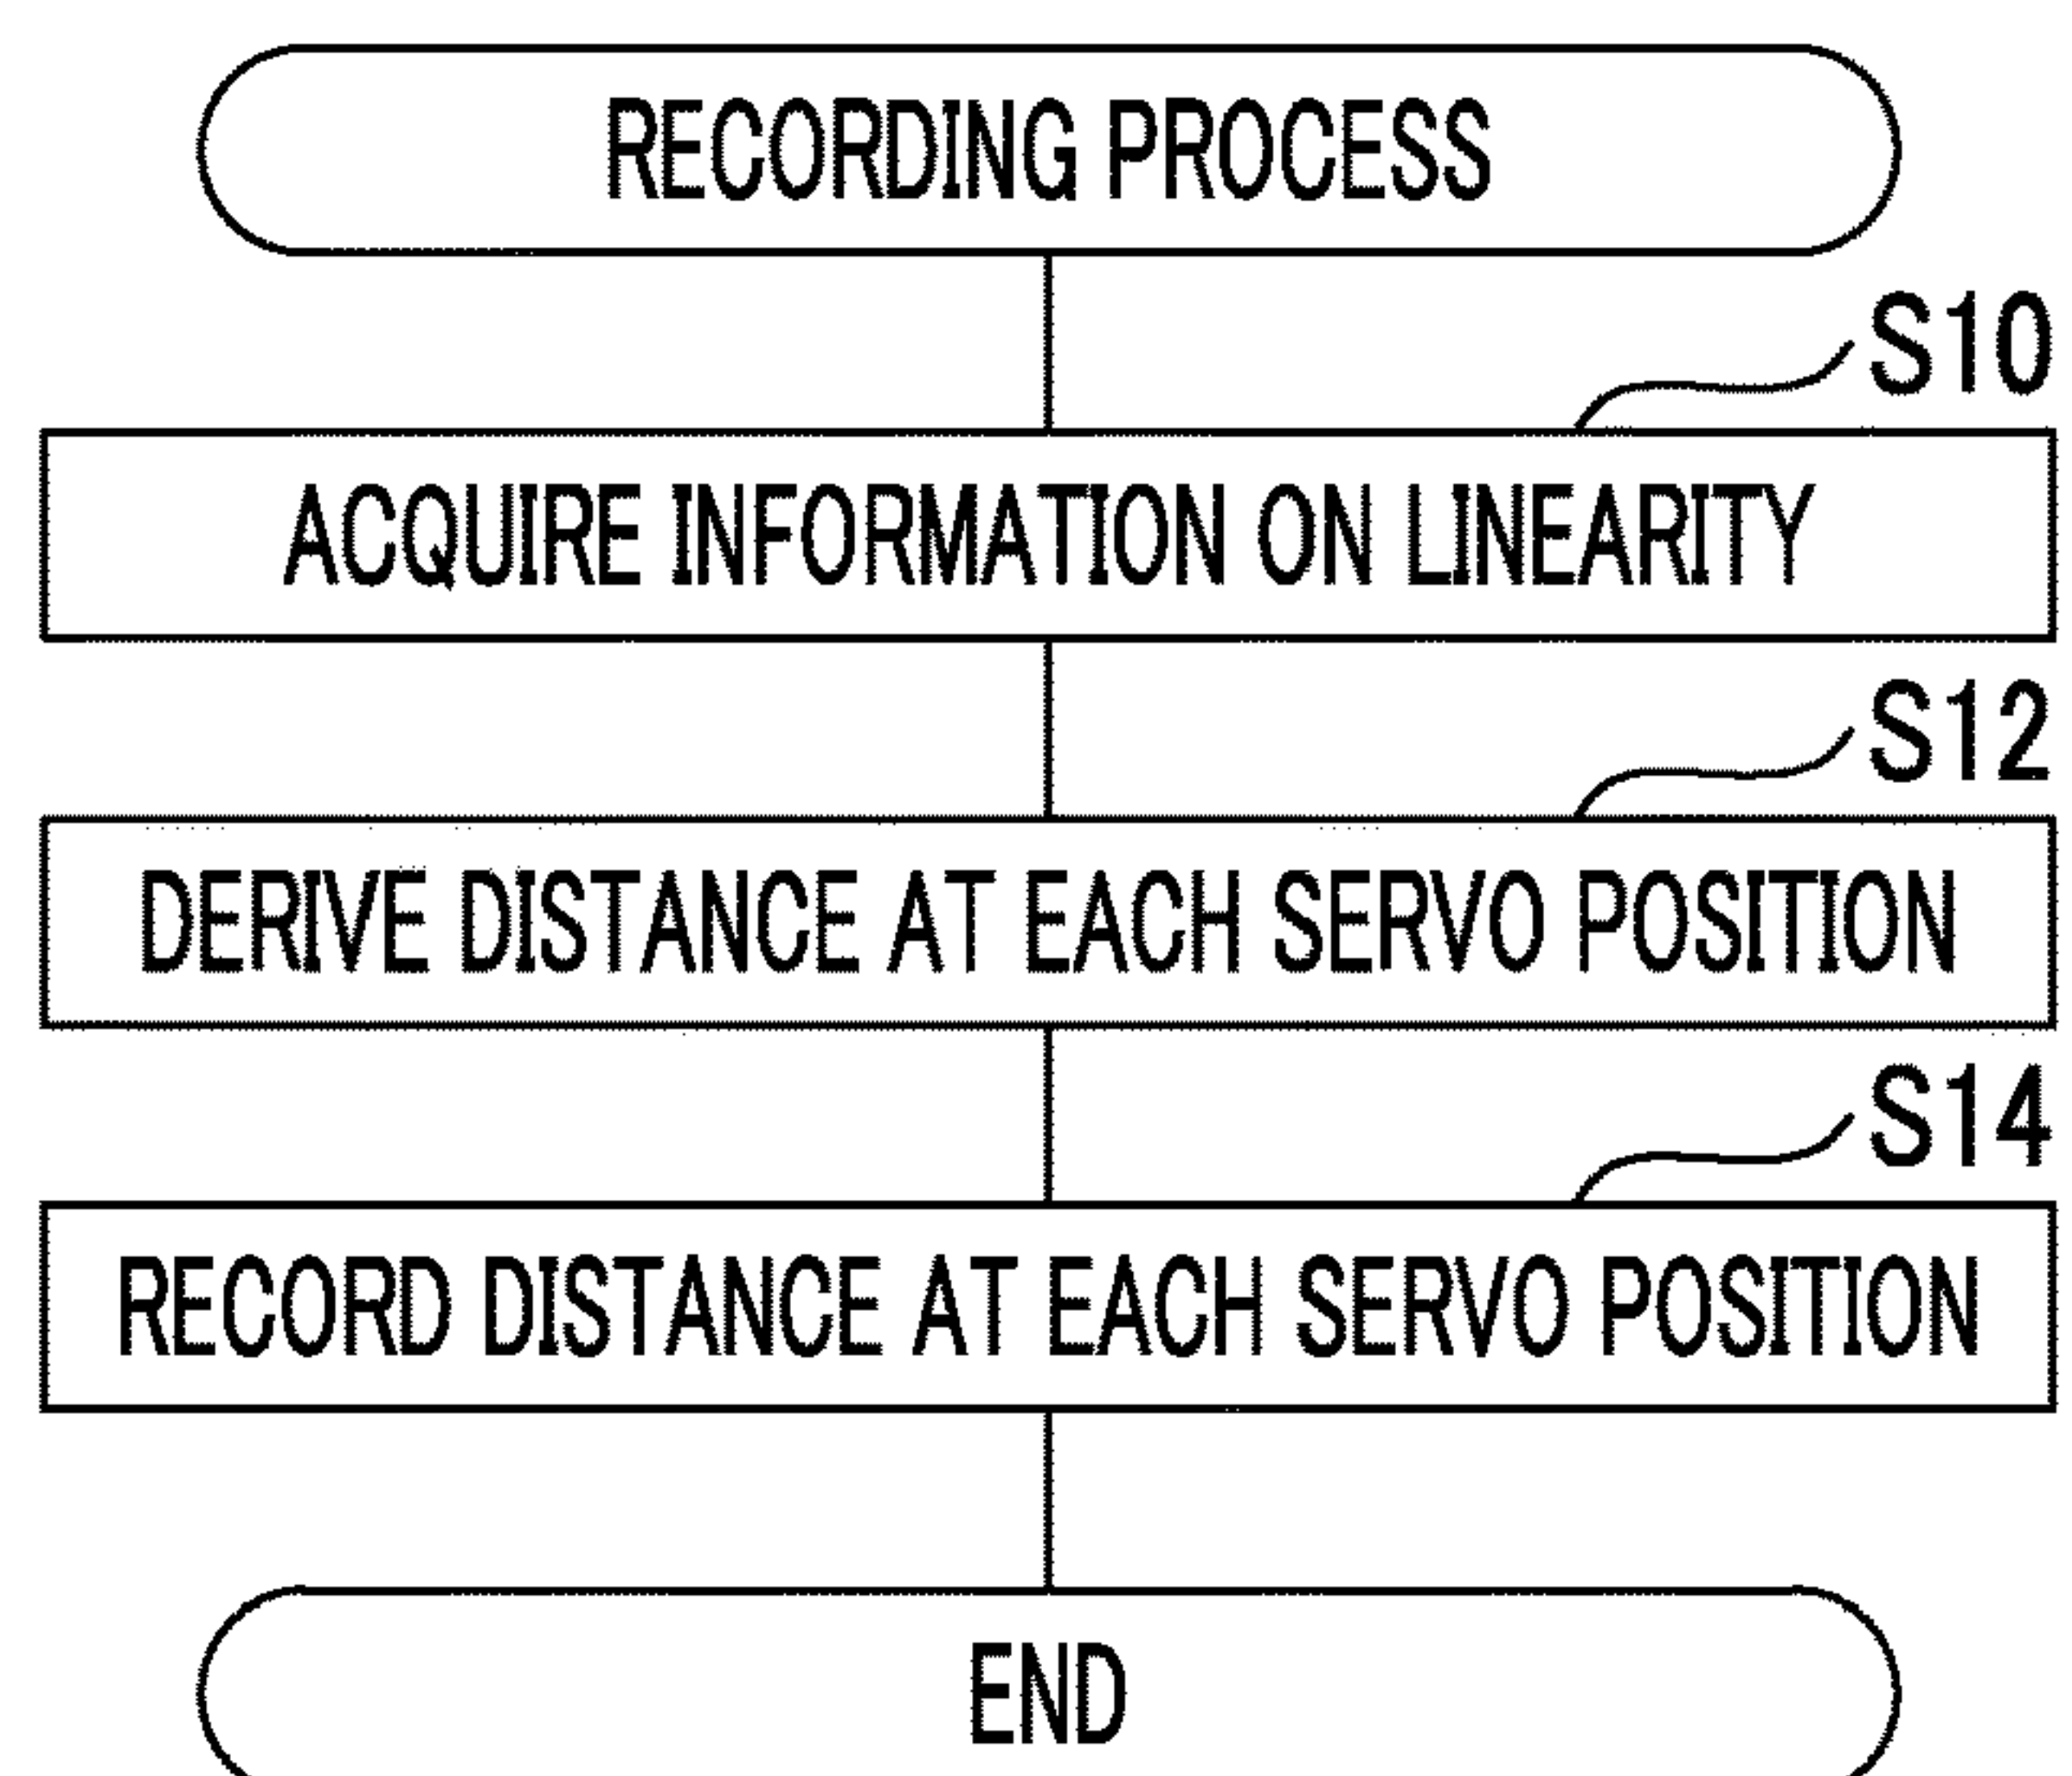 RECORDING PROCESS
S10
ACQUIRE INFORMATION ON LINEARITY
S12
DERIVE DISTANCE AT EACH SERVO POSITION
S14
RECORD DISTANCE AT EACH SERVO POSITION
END